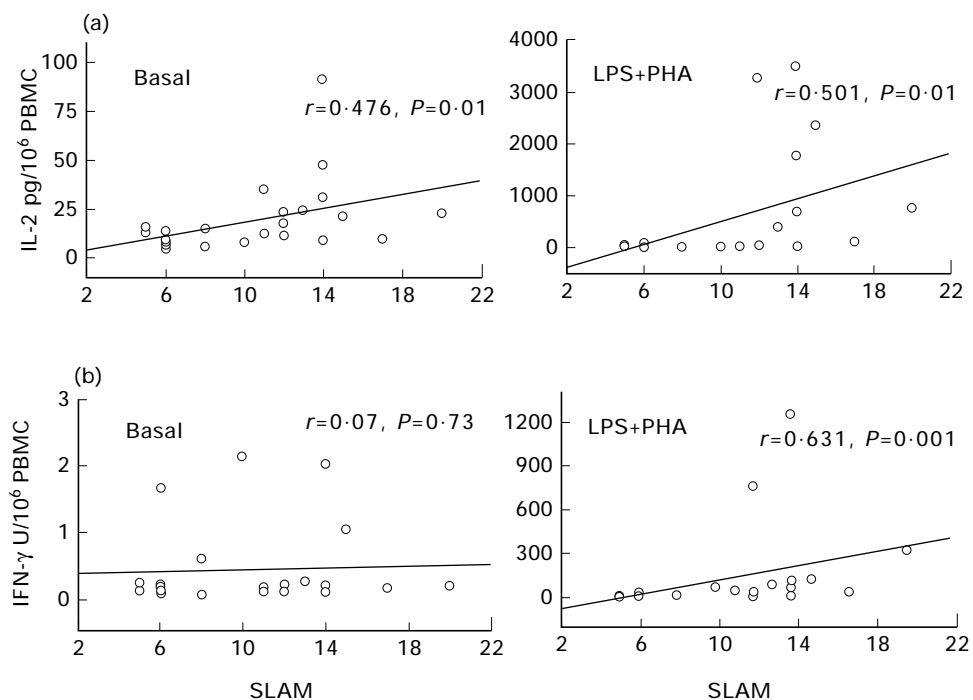 (a)
IL-2 pg/10⁶ PBMC
100
75
50
25
0
Basal
r=0·476, P=0·01
2 6 10 14 18 22
4000
3000
2000
1000
0
LPS+PHA
r=0·501, P=0·01
2 6 10 14 18 22
(b)
IFN-γ U/10⁶ PBMC
3
2
1
0
Basal
r=0·07, P=0·73
2 6 10 14 18 22
SLAM
1200
900
600
300
0
LPS+PHA
r=0·631, P=0·001
2 6 10 14 18 22
SLAM